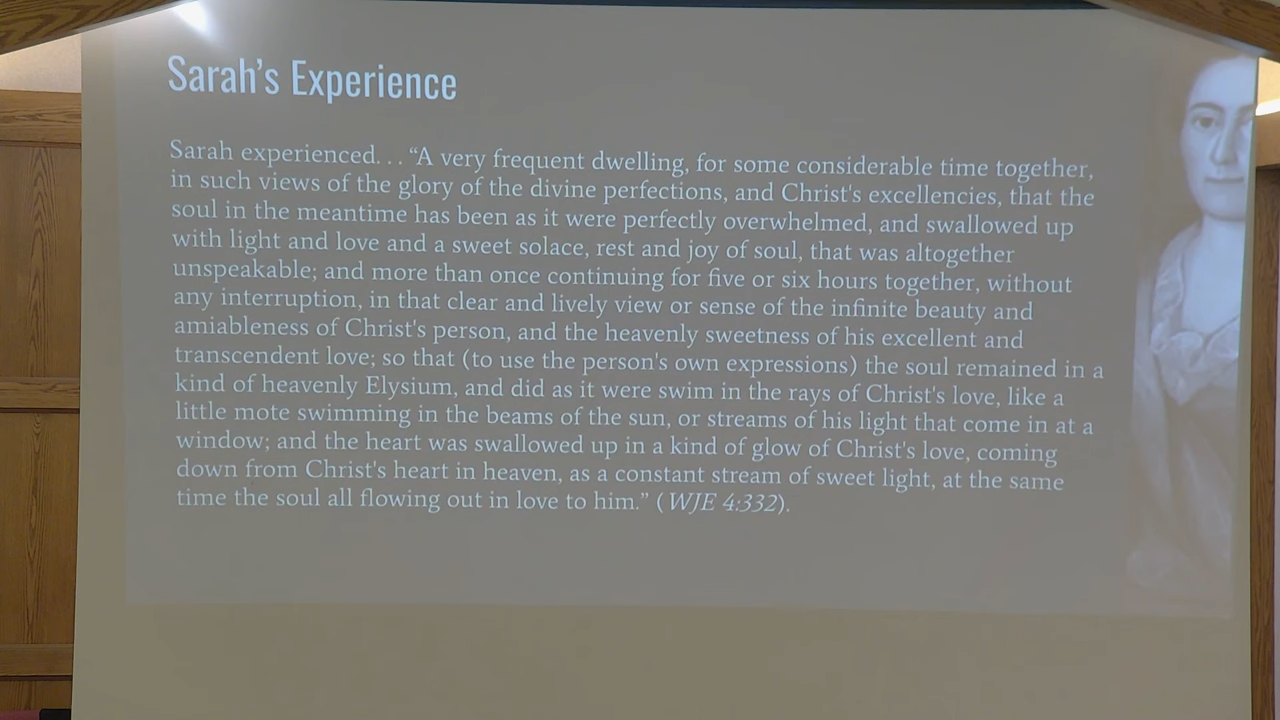 Sarah's Experience
Sarah experienced. . . “A very frequent dwelling, for some considerable time together,
in such views of the glory of the divine perfections, and Christ's excellencies, that the
soul in the meantime has been as it were perfectly overwhelmed, and swallowed up
with light and love and a sweet solace, rest and joy of soul, that was altogether
unspeakable; and more than once continuing for five or six hours together, without
any interruption, in that clear and lively view or sense of the infinite beauty and
amiableness of Christ's person, and the heavenly sweetness of his excellent and
transcendent love; so that (to use the person's own expressions) the soul remained in a
kind of heavenly Elysium, and did as it were swim in the rays of Christ's love, like a
little mote swimming in the beams of the sun, or streams of his light that come in at a
window; and the heart was swallowed up in a kind of glow of Christ's love, coming
down from Christ's heart in heaven, as a constant stream of sweet light, at the same
time the soul all flowing out in love to him.” (WJE 4:332).